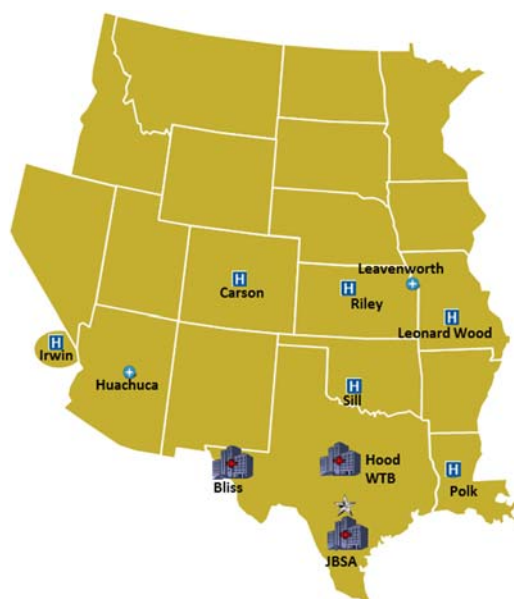 Leavenworth
H
Carson
H
Riley
H
Leonard Wood
H
Irwin
Huachuca
H
Sill
Bliss
Hood
WTB
H
Polk
JBSA